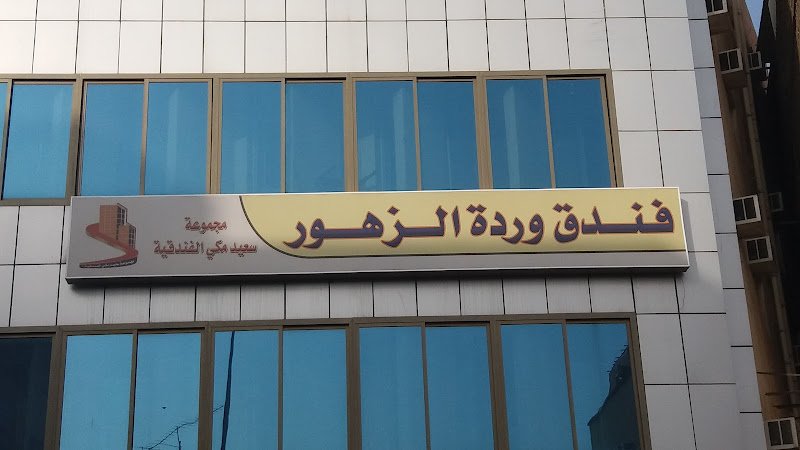 فندق وردة الزهور
مجموعة
سعيد مكي الفندقية